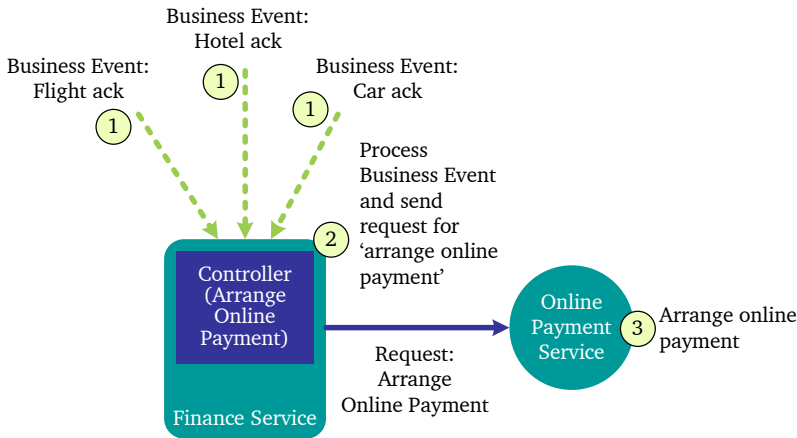 Business Event:
Hotel ack
Business Event:
Flight ack
Business Event:
Car ack
1
1
1
Process
Business Event
and send
request for
‘arrange online
payment’
2
Controller
(Arrange
Online
Payment)
Finance Service
Request:
Arrange
Online Payment
Online
Payment
Service
3
Arrange online
payment